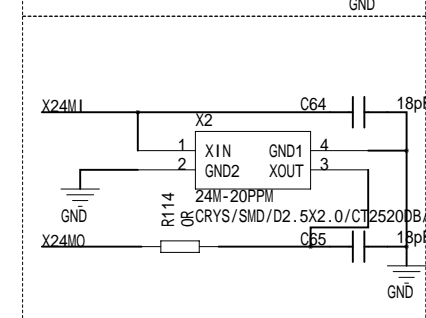 GND
X24MI
C64
18pF
X2
1
XIN
GND1
4
2
GND2
XOUT
3
24M-20PPM
GND
R114
0R
CRYS/SMD/D2.5X2.0/CT2520DB/
X24MO
C65
18pF
GND